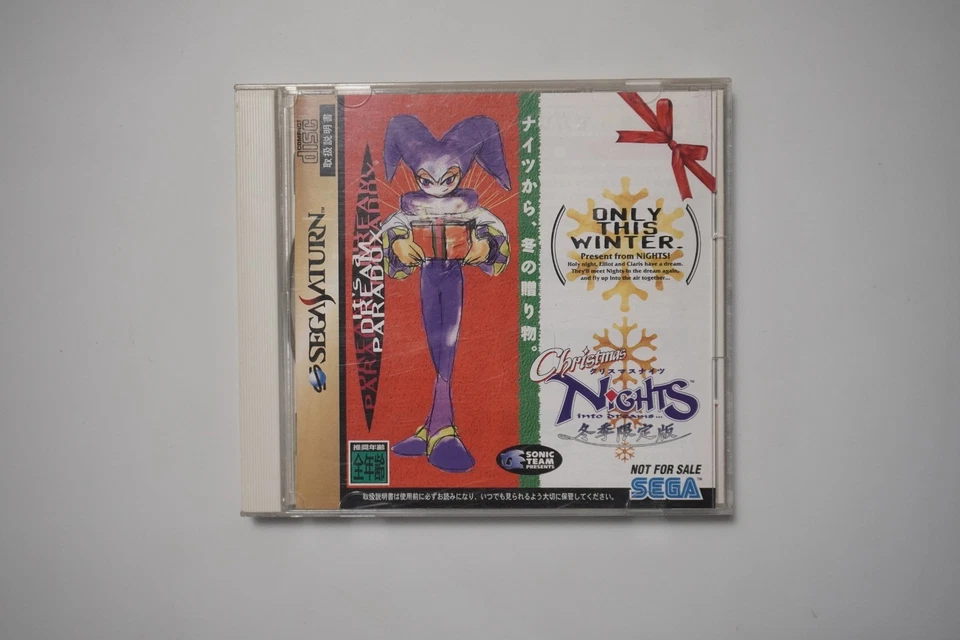 COMPACT
disc
取扱説明書
SEGA SATURN™
IT'S A
DREAM
PARADOX
ナイツから、冬の贈り物。
ONLY
THIS
WINTER.
Present from NiGHTS!
Holy night, Elliot and Claris have a dream.
They'll meet Nights in the dream again,
and fly up into the air together...
Christmas
クリスマスナイツ
NiGHTS™
into dreams...
冬季限定版
推奨年齢
全年齢
SONIC
TEAM
PRESENTS
NOT FOR SALE
SEGA™
取扱説明書は使用前に必ずお読みになり、いつでも見られるよう大切に保管してください。